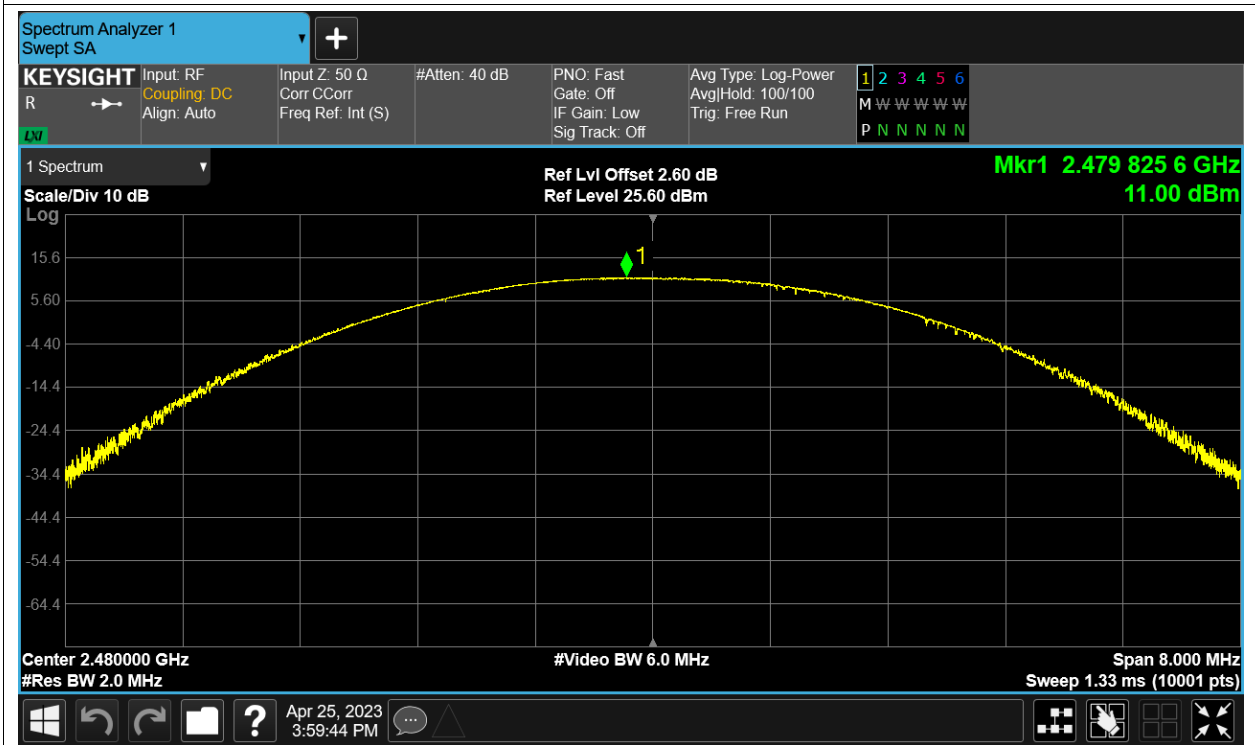 Spectrum Analyzer 1
Swept SA
KEYSIGHT
R
LXI
Input: RF
Coupling: DC
Align: Auto
Input Z: 50 Ω
Corr CCorr
Freq Ref: Int (S)
#Atten: 40 dB
PNO: Fast
Gate: Off
IF Gain: Low
Sig Track: Off
Avg Type: Log-Power
Avg|Hold: 100/100
Trig: Free Run
1 2 3 4 5 6
M W W W W W W
P N N N N N
1 Spectrum
Scale/Div 10 dB
Log
Ref Lvl Offset 2.60 dB
Ref Level 25.60 dBm
Mkr1 2.479 825 6 GHz
11.00 dBm
1
15.6
5.60
-4.40
-14.4
-24.4
-34.4
-44.4
-54.4
-64.4
Center 2.480000 GHz
#Res BW 2.0 MHz
#Video BW 6.0 MHz
Span 8.000 MHz
Sweep 1.33 ms (10001 pts)
?
Apr 25, 2023
3:59:44 PM